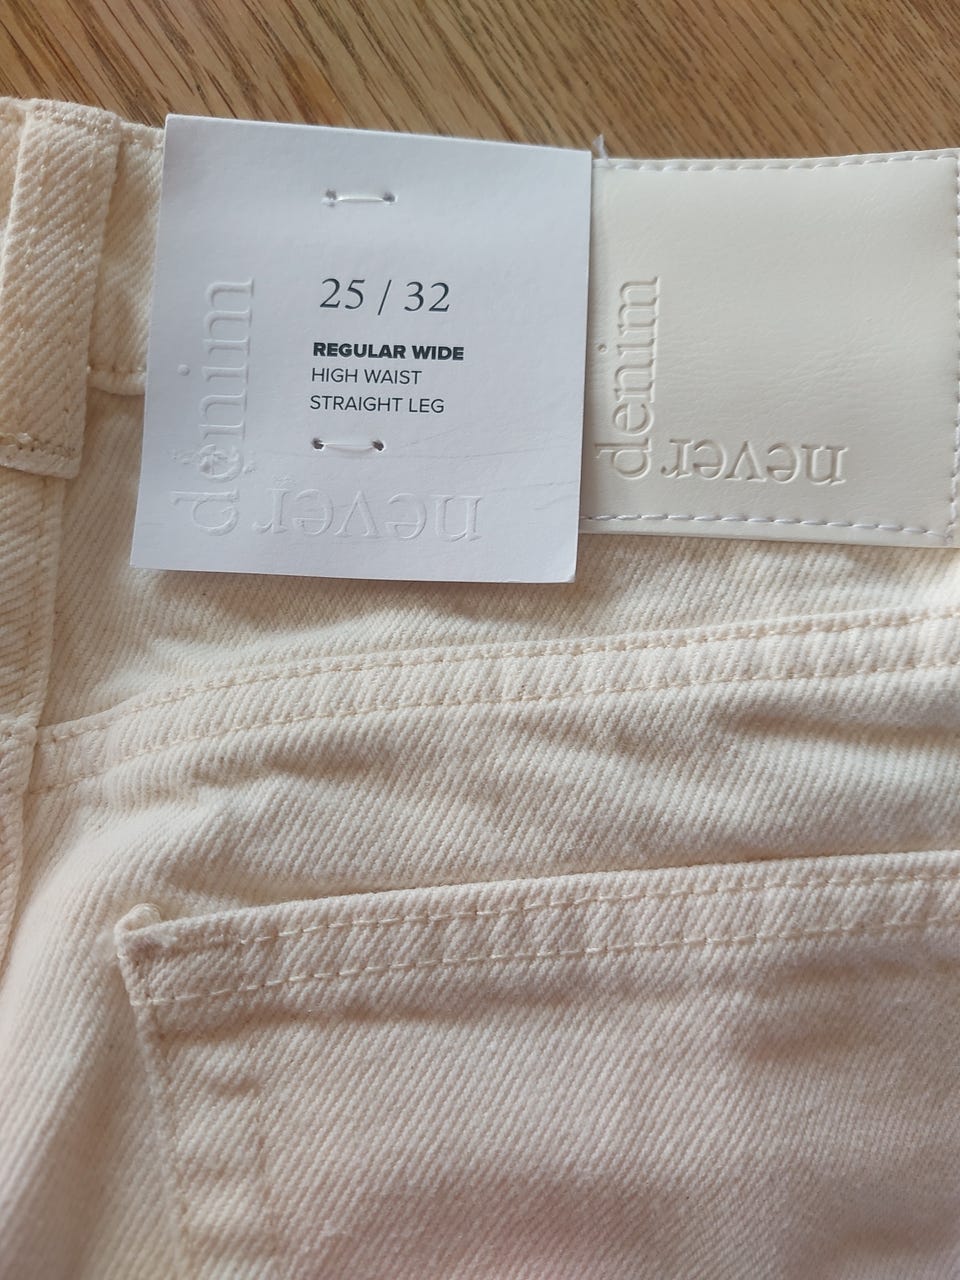 25 / 32
REGULAR WIDE
HIGH WAIST
STRAIGHT LEG
denim
never
denim
never